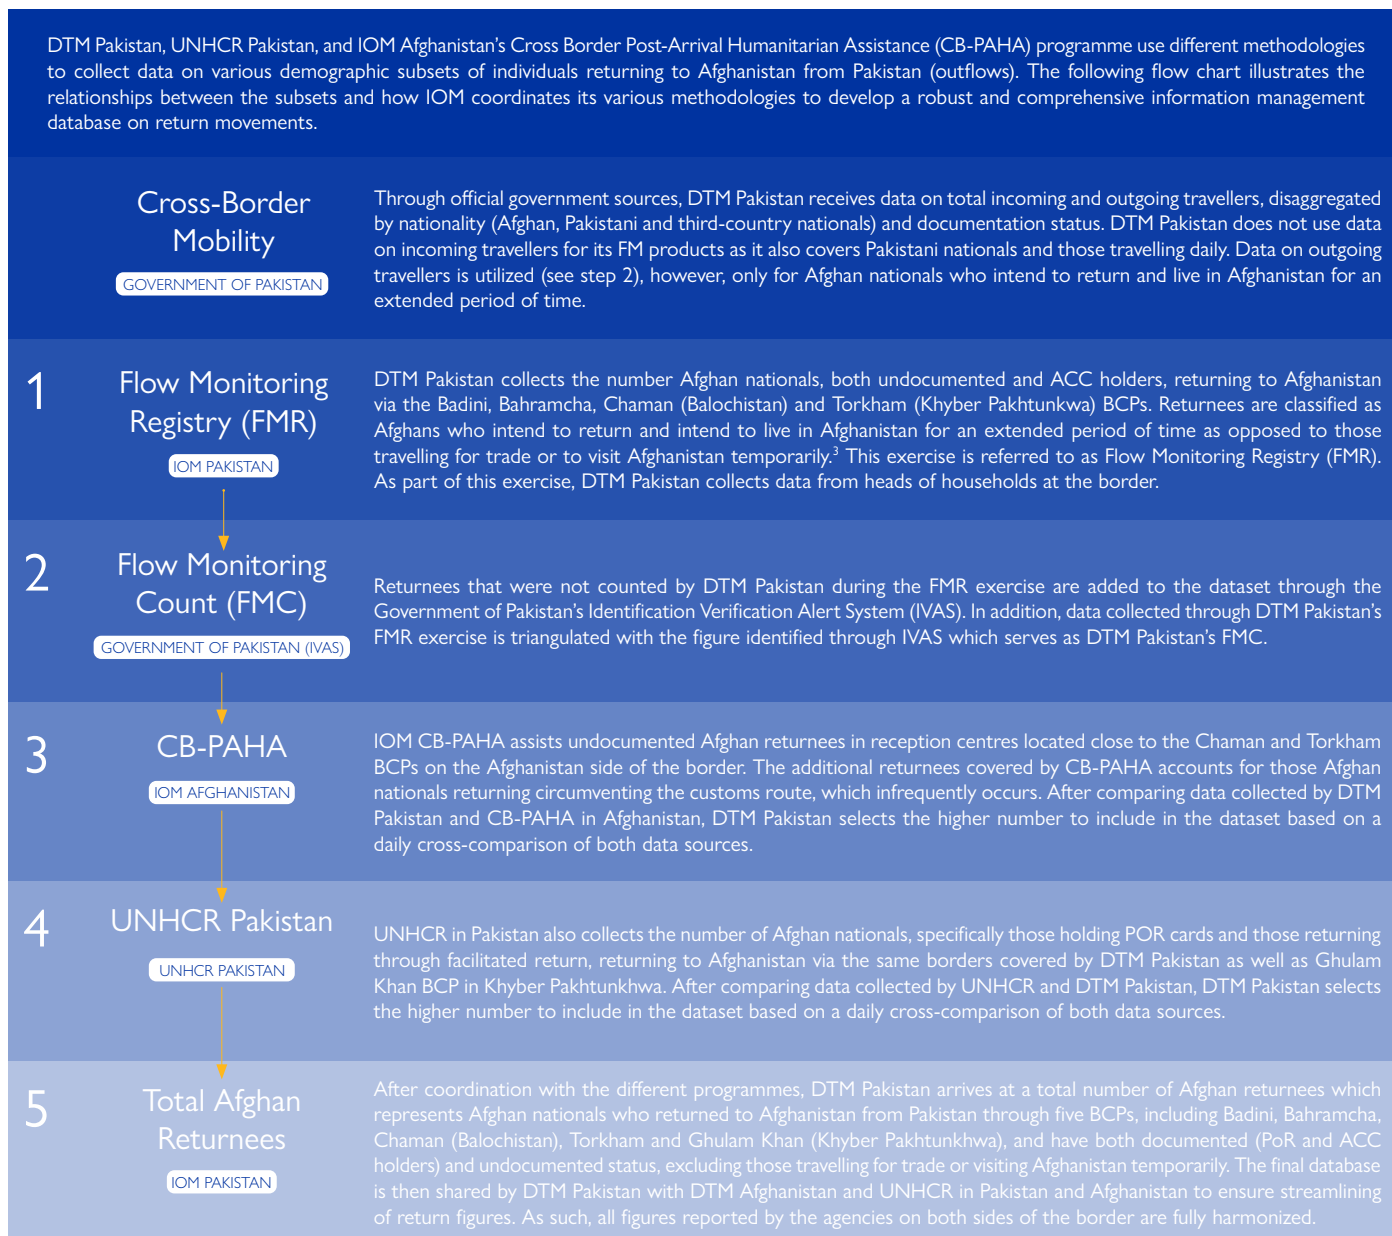 DTM Pakistan, UNHCR Pakistan, and IOM Afghanistan's Cross Border Post-Arrival Humanitarian Assistance (CB-PAHA) programme use different methodologies
to collect data on various demographic subsets of individuals returning to Afghanistan from Pakistan (outflows). The following flow chart illustrates the
relationships between the subsets and how IOM coordinates its various methodologies to develop a robust and comprehensive information management
database on return movements.
Cross-Border
Mobility
GOVERNMENT OF PAKISTAN
Through official government sources, DTM Pakistan receives data on total incoming and outgoing travellers, disaggregated
by nationality (Afghan, Pakistani and third-country nationals) and documentation status. DTM Pakistan does not use data
on incoming travellers for its FM products as it also covers Pakistani nationals and those travelling daily. Data on outgoing
travellers is utilized (see step 2), however, only for Afghan nationals who intend to return and live in Afghanistan for an
extended period of time.
1
Flow Monitoring
Registry (FMR)
IOM PAKISTAN
DTM Pakistan collects the number Afghan nationals, both undocumented and ACC holders, returning to Afghanistan
via the Badini, Bahramcha, Chaman (Balochistan) and Torkham (Khyber Pakhtunkwa) BCPs. Returnees are classified as
Afghans who intend to return and intend to live in Afghanistan for an extended period of time as opposed to those
travelling for trade or to visit Afghanistan temporarily.³ This exercise is referred to as Flow Monitoring Registry (FMR).
As part of this exercise, DTM Pakistan collects data from heads of households at the border.
2
Flow Monitoring
Count (FMC)
GOVERNMENT OF PAKISTAN (IVAS)
Returnees that were not counted by DTM Pakistan during the FMR exercise are added to the dataset through the
Government of Pakistan's Identification Verification Alert System (IVAS). In addition, data collected through DTM Pakistan's
FMR exercise is triangulated with the figure identified through IVAS which serves as DTM Pakistan's FMC.
3
CB-PAHA
IOM AFGHANISTAN
IOM CB-PAHA assists undocumented Afghan returnees in reception centres located close to the Chaman and Torkham
BCPs on the Afghanistan side of the border. The additional returnees covered by CB-PAHA accounts for those Afghan
nationals returning circumventing the customs route, which infrequently occurs. After comparing data collected by DTM
Pakistan and CB-PAHA in Afghanistan, DTM Pakistan selects the higher number to include in the dataset based on a
daily cross-comparison of both data sources.
4
UNHCR Pakistan
UNHCR PAKISTAN
UNHCR in Pakistan also collects the number of Afghan nationals, specifically those holding POR cards and those returning
through facilitated return, returning to Afghanistan via the same borders covered by DTM Pakistan as well as Ghulam
Khan BCP in Khyber Pakhtunkhwa. After comparing data collected by UNHCR and DTM Pakistan, DTM Pakistan selects
the higher number to include in the dataset based on a daily cross-comparison of both data sources.
5
Total Afghan
Returnees
IOM PAKISTAN
After coordination with the different programmes, DTM Pakistan arrives at a total number of Afghan returnees which
represents Afghan nationals who returned to Afghanistan from Pakistan through five BCPs, including Badini, Bahramcha,
Chaman (Balochistan), Torkham and Ghulam Khan (Khyber Pakhtunkhwa), and have both documented (PoR and ACC
holders) and undocumented status, excluding those travelling for trade or visiting Afghanistan temporarily. The final database
is then shared by DTM Pakistan with DTM Afghanistan and UNHCR in Pakistan and Afghanistan to ensure streamlining
of return figures. As such, all figures reported by the agencies on both sides of the border are fully harmonized.